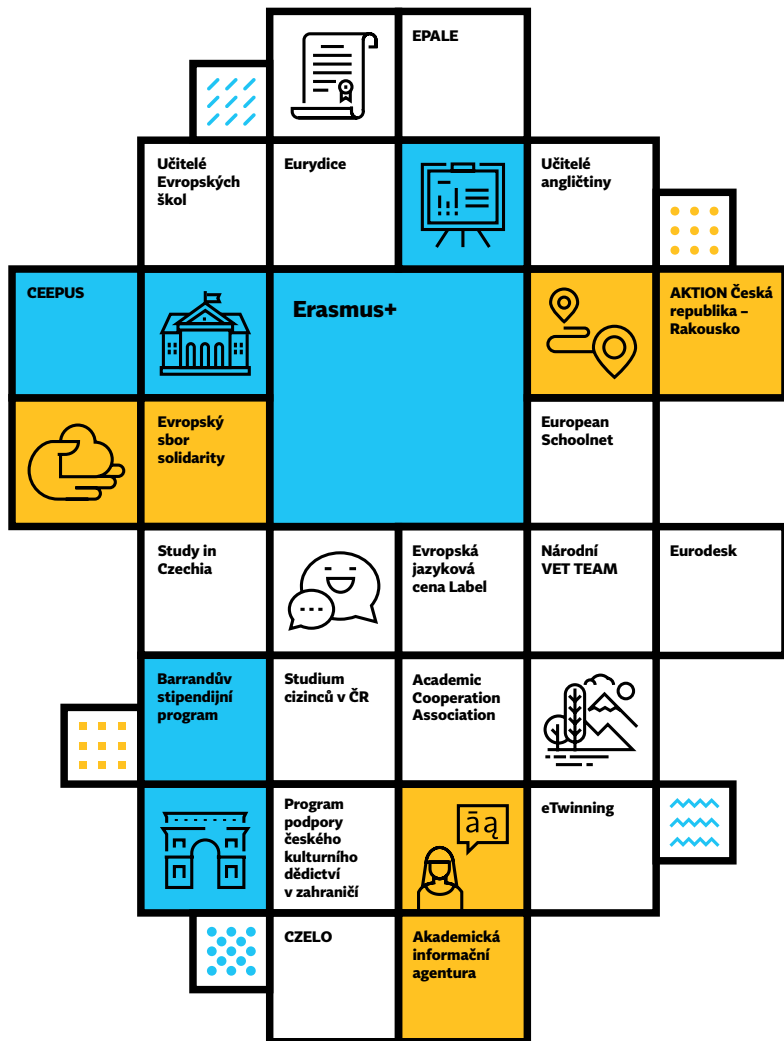 EPALE
Učitelé
Evropských
škol
Eurydice
Učitelé
angličtiny
CEEPUS
Erasmus+
AKTION Česká
republika –
Rakousko
Evropský
sbor
solidarity
European
Schoolnet
Study in
Czechia
Evropská
jazyková
cena Label
Národní
VET TEAM
Eurodesk
Barrandův
stipendijní
program
Studium
cizinců v ČR
Academic
Cooperation
Association
Program
podpory
českého
kulturního
dědictví
v zahraničí
āą
eTwinning
CZELO
Akademická
informační
agentura